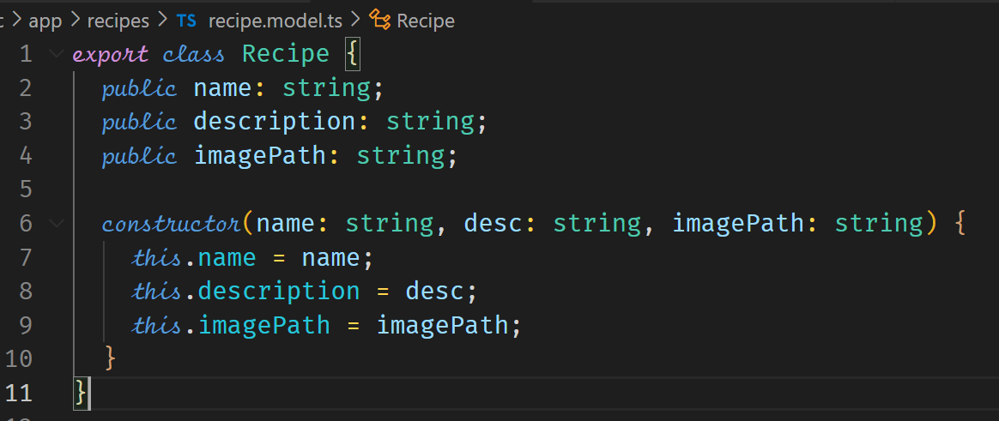 app > recipes > TS recipe.model.ts > Recipe
1 export class Recipe {
2 public name: string;
3 public description: string;
4 public imagePath: string;
5
6 constructor(name: string, desc: string, imagePath: string) {
7 this.name = name;
8 this.description = desc;
9 this.imagePath = imagePath;
10 }
11 }